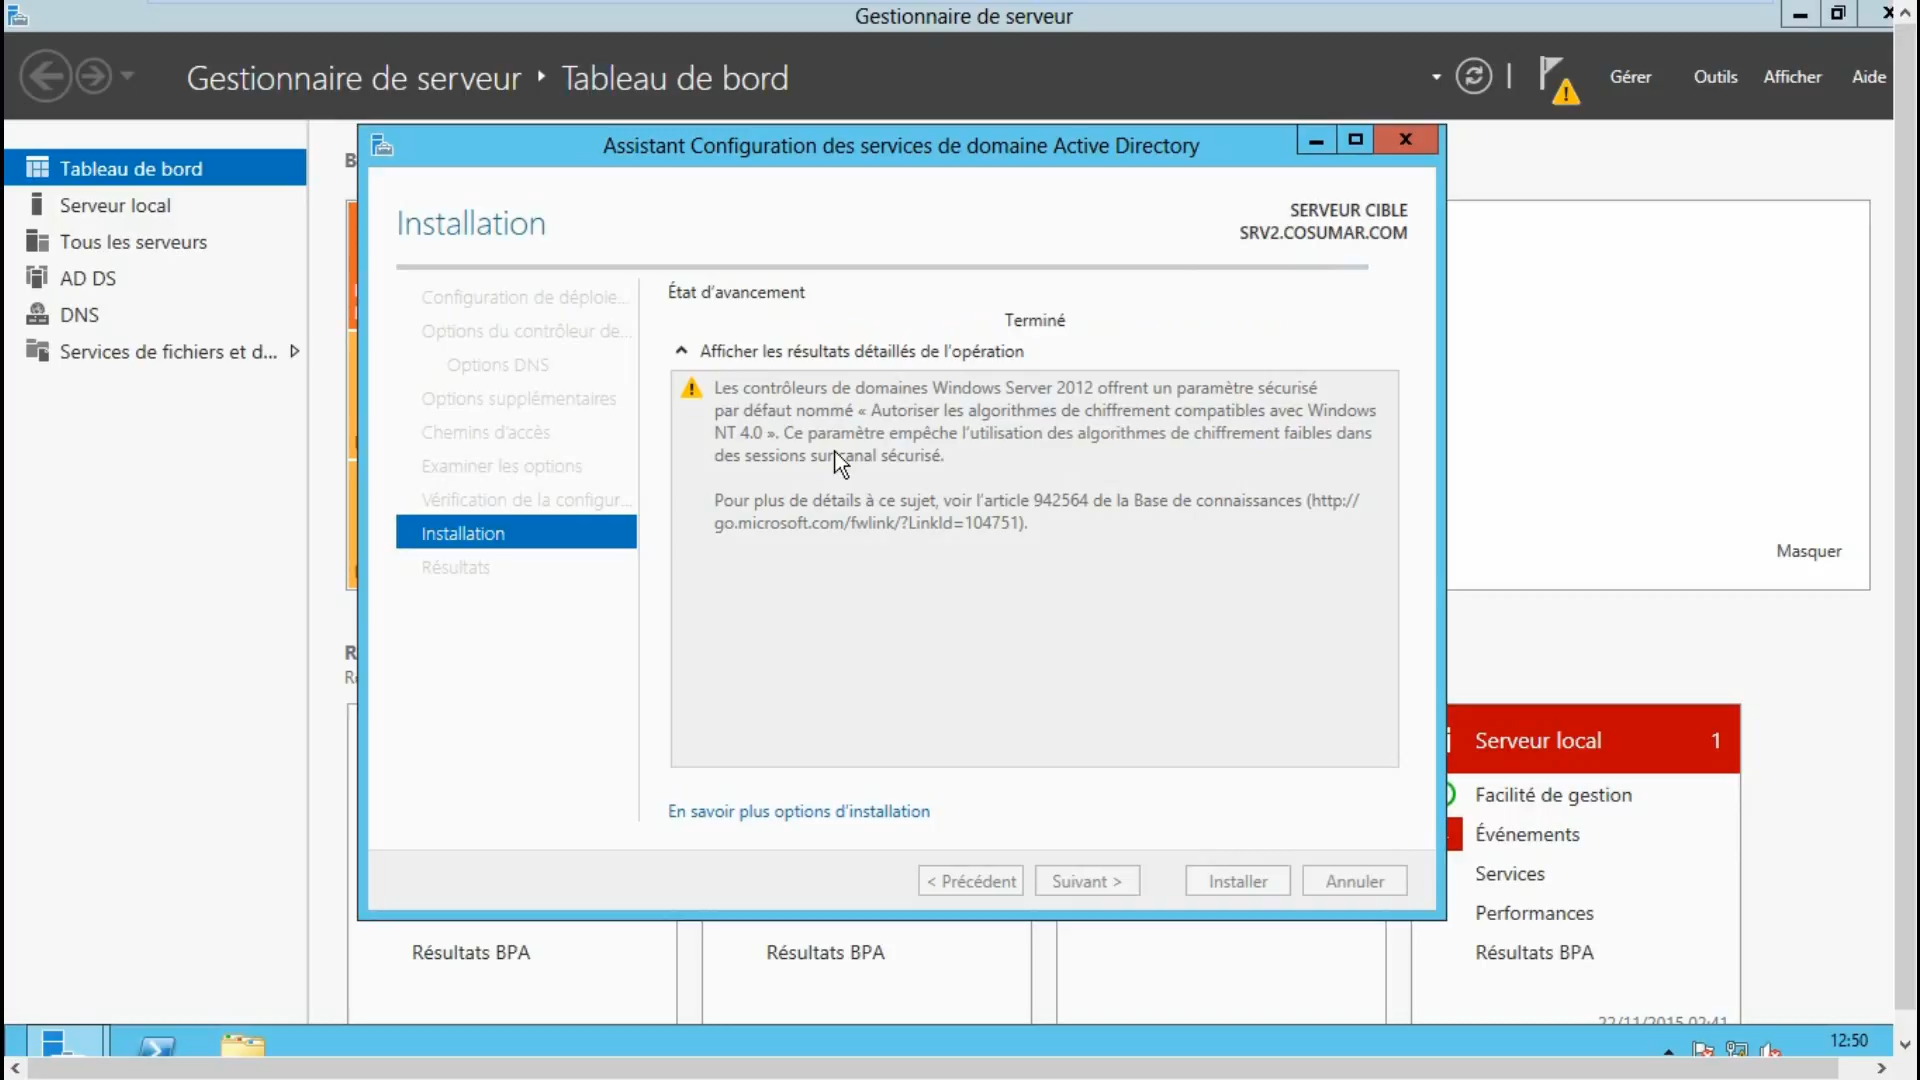 Gestionnaire de serveur
Gestionnaire de serveur ‣ Tableau de bord
Gérer
Outils
Afficher
Aide
Tableau de bord
Serveur local
Tous les serveurs
AD DS
DNS
Services de fichiers et d...
Assistant Configuration des services de domaine Active Directory
Installation
SERVEUR CIBLE
SRV2.COSUMAR.COM
Configuration de déploie...
Options du contrôleur de...
Options DNS
Options supplémentaires
Chemins d'accès
Examiner les options
Vérification de la configur...
Installation
Résultats
État d'avancement
Terminé
Afficher les résultats détaillés de l'opération
Les contrôleurs de domaines Windows Server 2012 offrent un paramètre sécurisé
par défaut nommé « Autoriser les algorithmes de chiffrement compatibles avec Windows
NT 4.0 ». Ce paramètre empêche l'utilisation des algorithmes de chiffrement faibles dans
des sessions sur canal sécurisé.
Pour plus de détails à ce sujet, voir l'article 942564 de la Base de connaissances (http://
go.microsoft.com/fwlink/?LinkId=104751).
En savoir plus options d'installation
< Précédent
Suivant >
Installer
Annuler
Masquer
Serveur local 1
Facilité de gestion
Événements
Services
Performances
Résultats BPA
Résultats BPA
Résultats BPA
22/11/2015 02:41
12:50